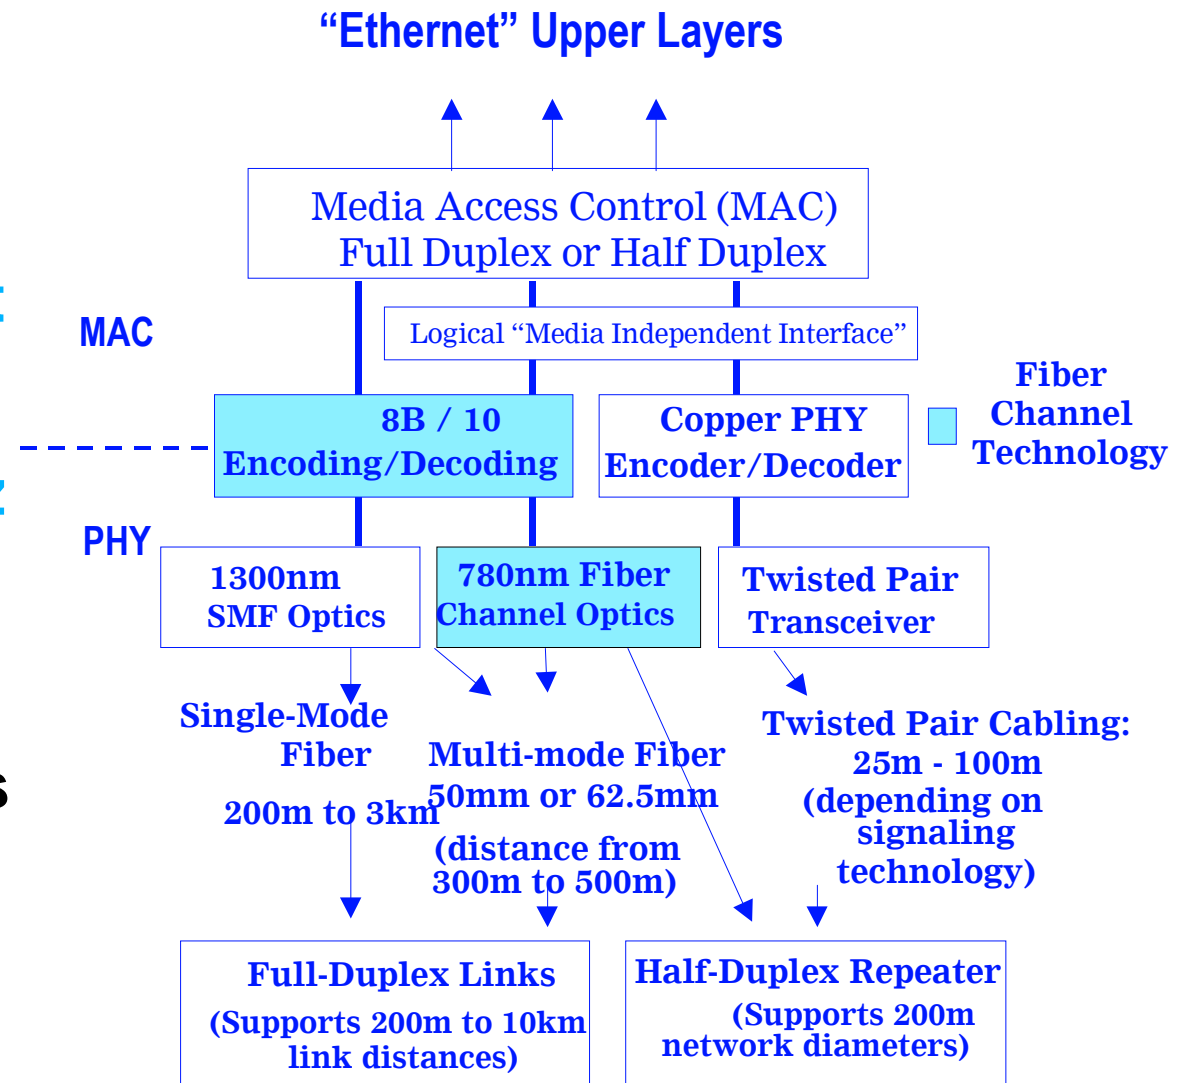 “Ethernet” Upper Layers
Media Access Control (MAC)
Full Duplex or Half Duplex
MAC
Logical “Media Independent Interface”
8B / 10
Encoding/Decoding
Copper PHY
Encoder/Decoder
Fiber
Channel
Technology
PHY
1300nm
SMF Optics
780nm Fiber
Channel Optics
Twisted Pair
Transceiver
Single-Mode
Fiber
200m to 3km
Multi-mode Fiber
50mm or 62.5mm
(distance from
300m to 500m)
Twisted Pair Cabling:
25m - 100m
(depending on
signaling
technology)
Full-Duplex Links
(Supports 200m to 10km
link distances)
Half-Duplex Repeater
(Supports 200m
network diameters)